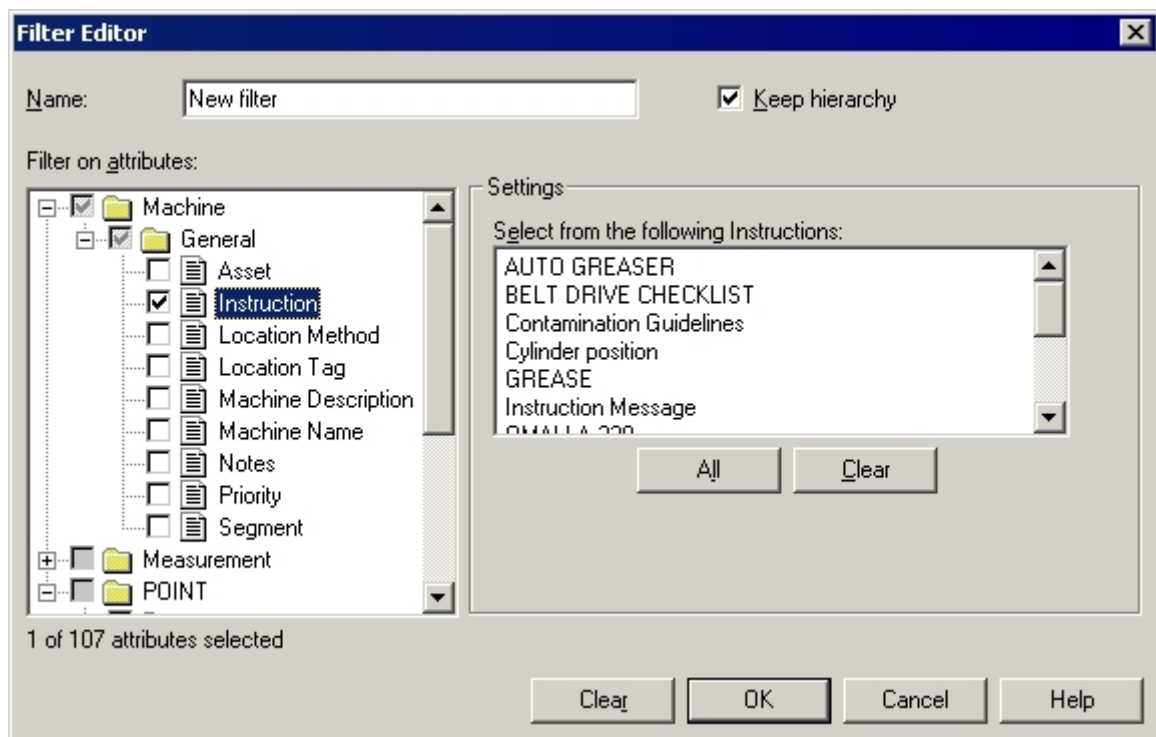 Filter Editor
Name: New filter Keep hierarchy
Filter on attributes:
Machine
General
Asset
Instruction
Location Method
Location Tag
Machine Description
Machine Name
Notes
Priority
Segment
Measurement
POINT
1 of 107 attributes selected
Settings
Select from the following Instructions:
AUTO GREASER
BELT DRIVE CHECKLIST
Contamination Guidelines
Cylinder position
GREASE
Instruction Message
All Clear
Clear OK Cancel Help